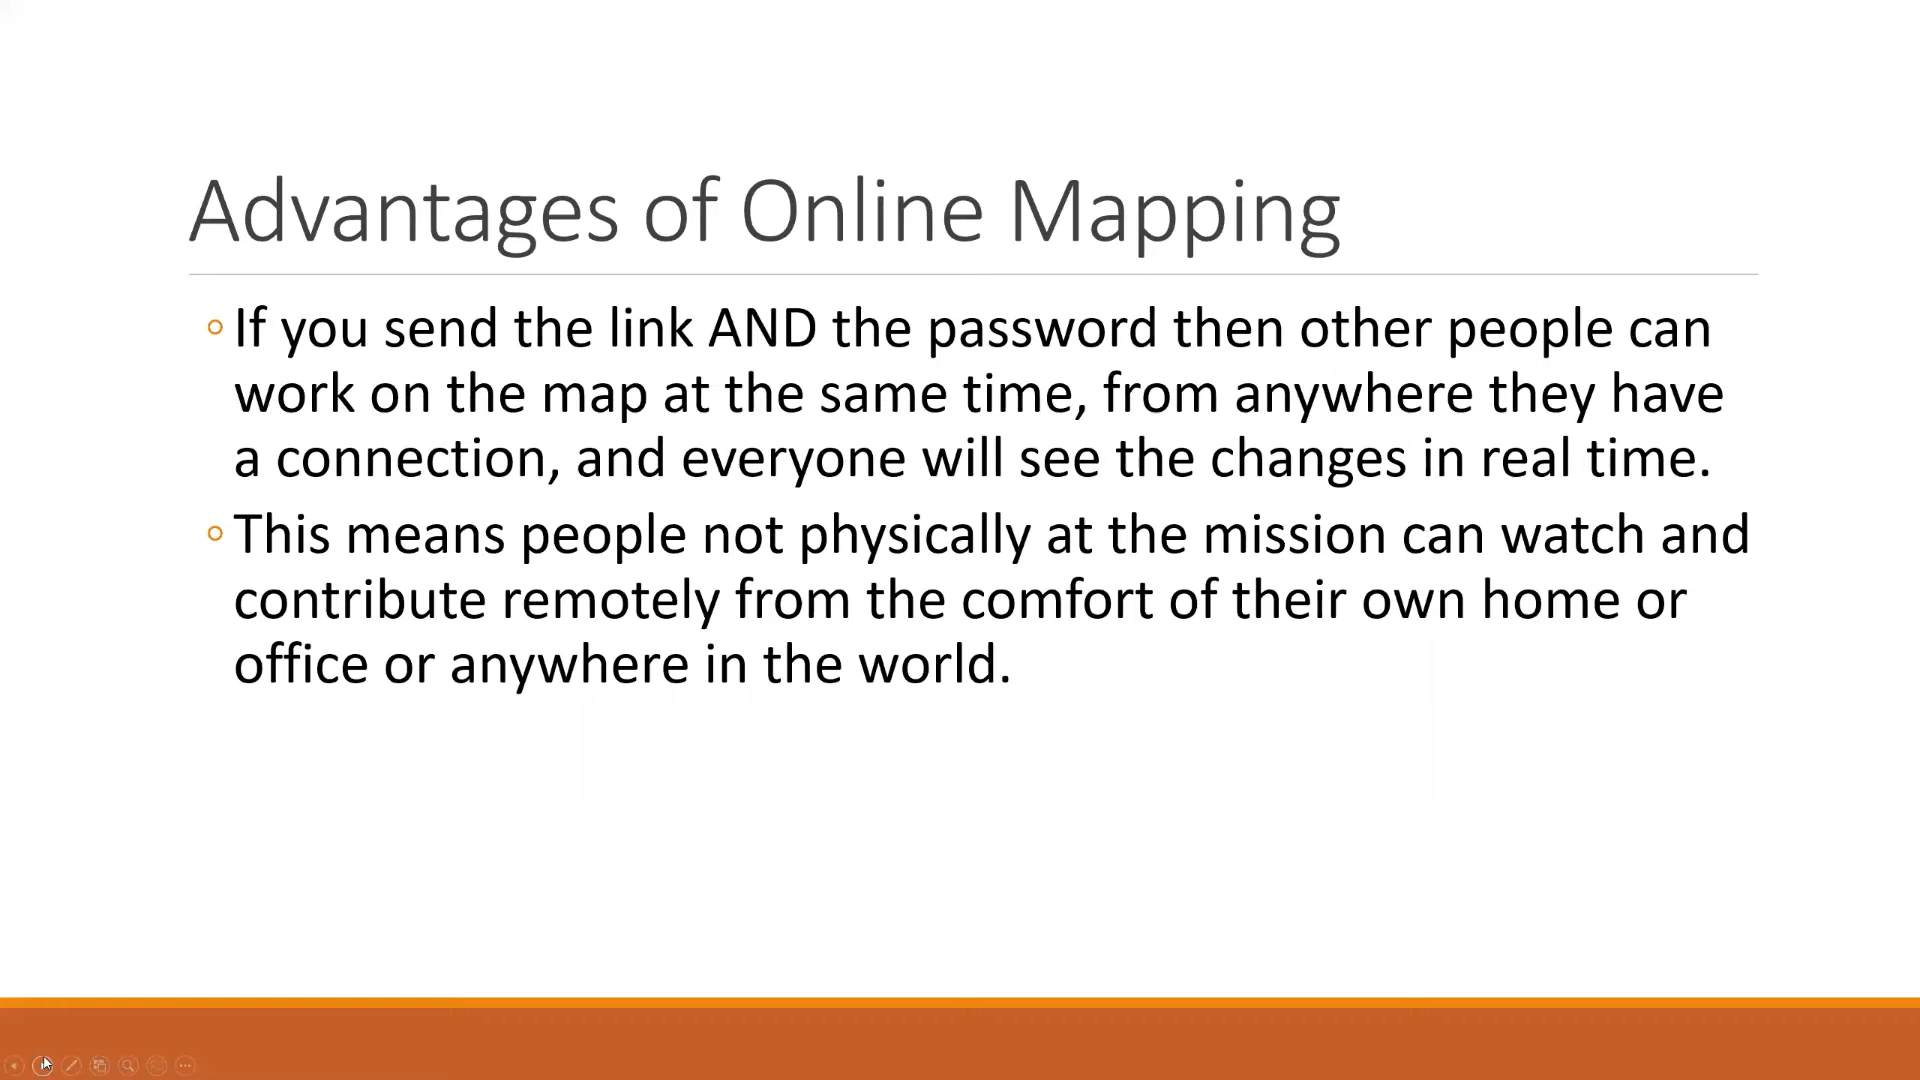 Advantages of Online Mapping
◦ If you send the link AND the password then other people can
work on the map at the same time, from anywhere they have
a connection, and everyone will see the changes in real time.
◦ This means people not physically at the mission can watch and
contribute remotely from the comfort of their own home or
office or anywhere in the world.